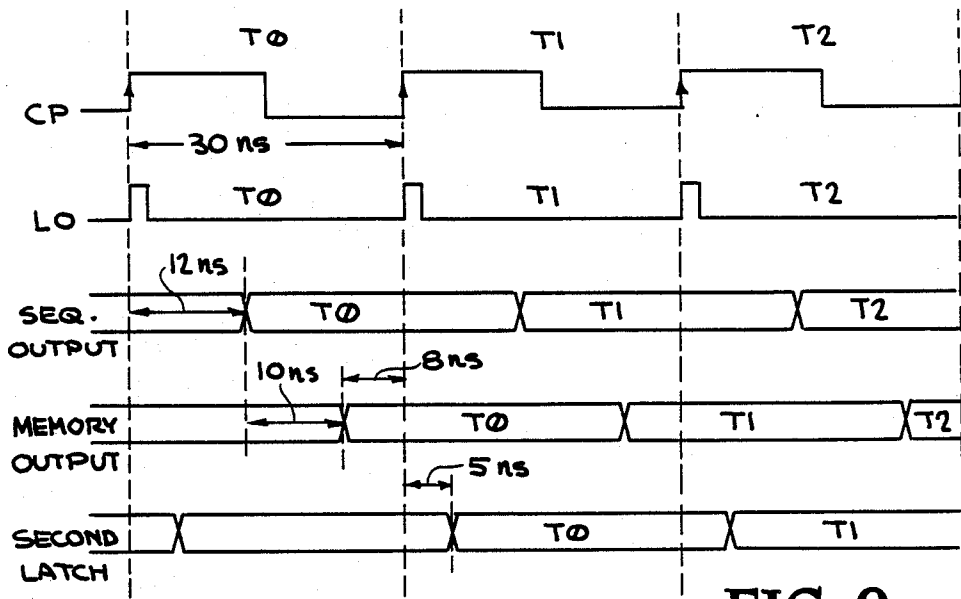 TØ T1 T2
CP
30 ns
TØ T1 T2
LO
12 ns
SEQ. OUTPUT TØ T1 T2
10 ns 8 ns
MEMORY OUTPUT TØ T1 T2
5 ns
SECOND LATCH TØ T1